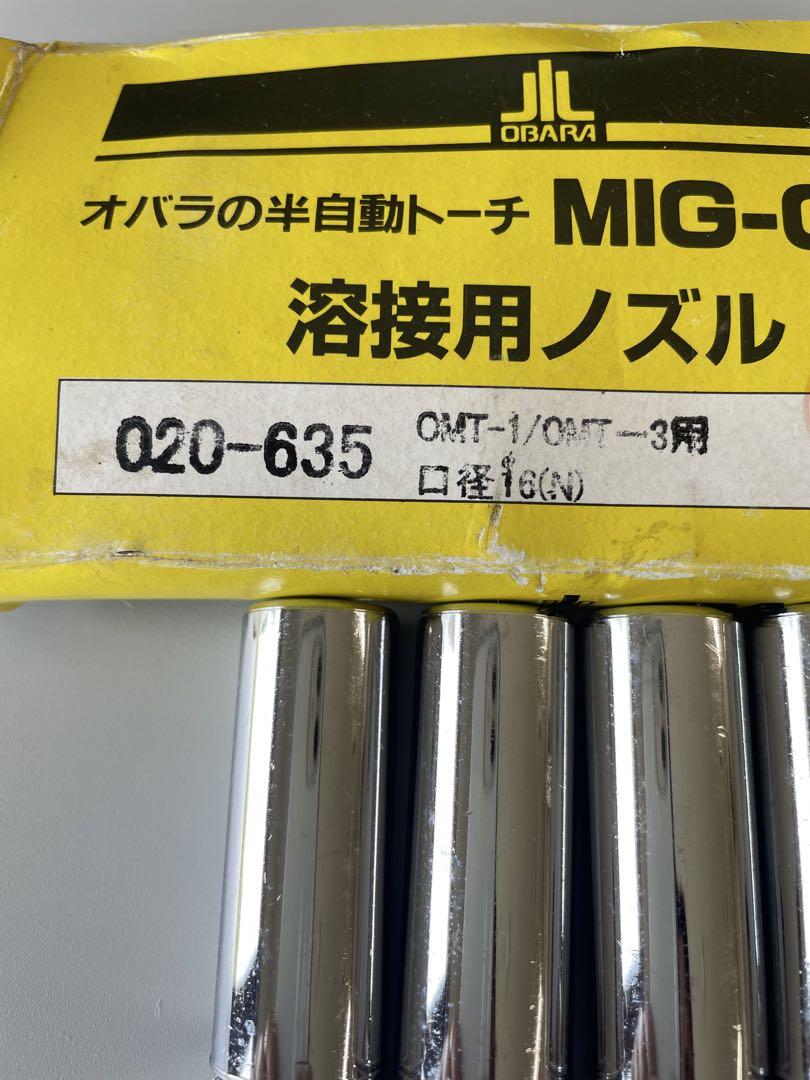 OBARA
オバラの半自動トーチ MIG-C
溶接用ノズル
020-635
OMT-1/OMT-3用
口径16(N)